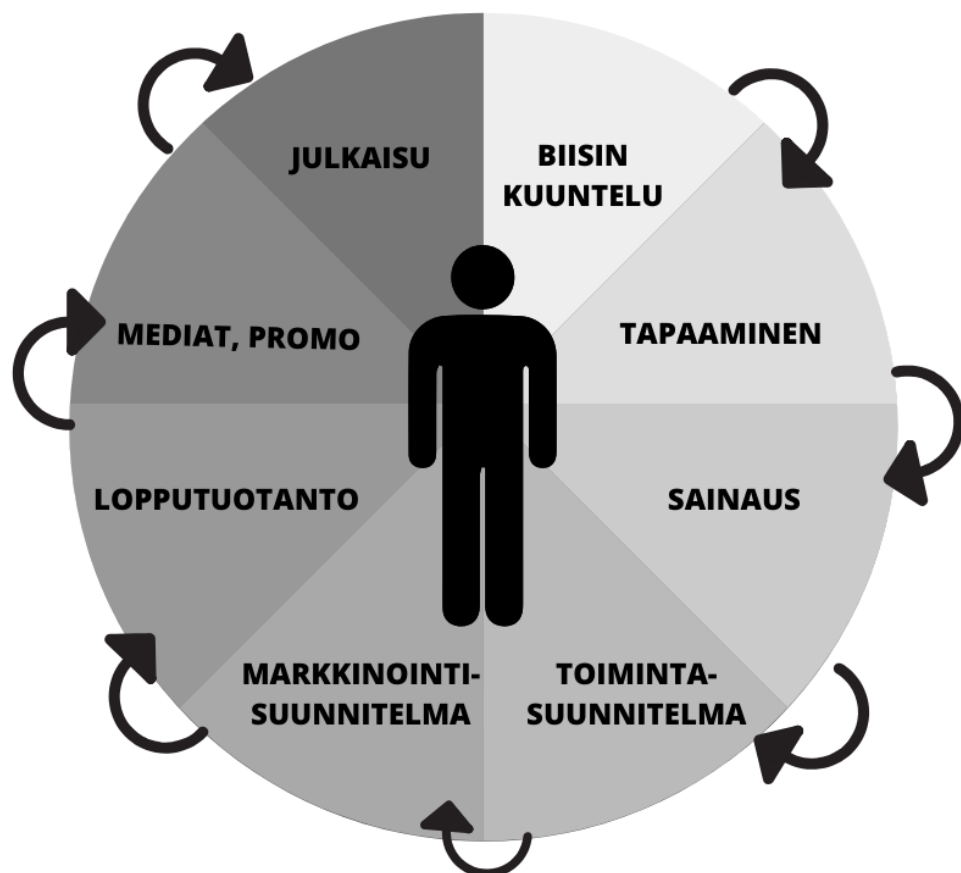 JULKAISU
BIISIN
KUUNTELU
MEDIAT, PROMO
TAPAAMINEN
LOPPUTUOTANTO
SAINAUS
MARKKINOINTI-
SUUNNITELMA
TOIMINTA-
SUUNNITELMA